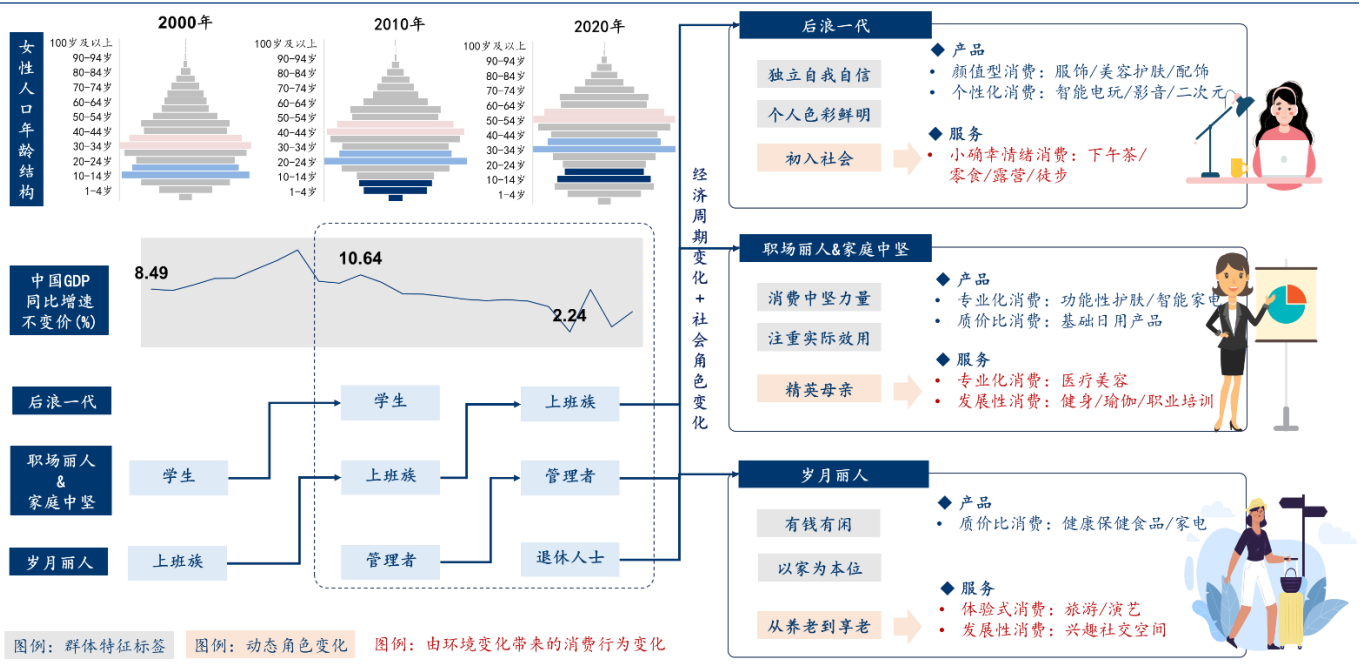 女性人口年龄结构
2000年
100岁及以上
90-94岁
80-84岁
70-74岁
60-64岁
50-54岁
40-44岁
30-34岁
20-24岁
10-14岁
1-4岁
2010年
100岁及以上
90-94岁
80-84岁
70-74岁
60-64岁
50-54岁
40-44岁
30-34岁
20-24岁
10-14岁
1-4岁
2020年
100岁及以上
90-94岁
80-84岁
70-74岁
60-64岁
50-54岁
40-44岁
30-34岁
20-24岁
10-14岁
1-4岁
中国GDP
同比增速
不变价(%)
8.49
10.64
2.24
后浪一代
学生
上班族
职场丽人
&
家庭中坚
学生
上班族
管理者
岁月丽人
上班族
管理者
退休人士
经济周期变化+社会角色变化
后浪一代
独立自我自信
个人色彩鲜明
初入社会
◆ 产品
• 颜值型消费：服饰/美容护肤/配饰
• 个性化消费：智能电玩/影音/二次元
◆ 服务
• 小确幸情绪消费：下午茶/
零食/露营/徒步
职场丽人&家庭中坚
消费中坚力量
注重实际效用
精英母亲
◆ 产品
• 专业化消费：功能性护肤/智能家电
• 质价比消费：基础日用产品
◆ 服务
• 专业化消费：医疗美容
• 发展性消费：健身/瑜伽/职业培训
岁月丽人
有钱有闲
以家为本位
从养老到享老
◆ 产品
• 质价比消费：健康保健食品/家电
◆ 服务
• 体验式消费：旅游/演艺
• 发展性消费：兴趣社交空间
图例：群体特征标签
图例：动态角色变化
图例：由环境变化带来的消费行为变化